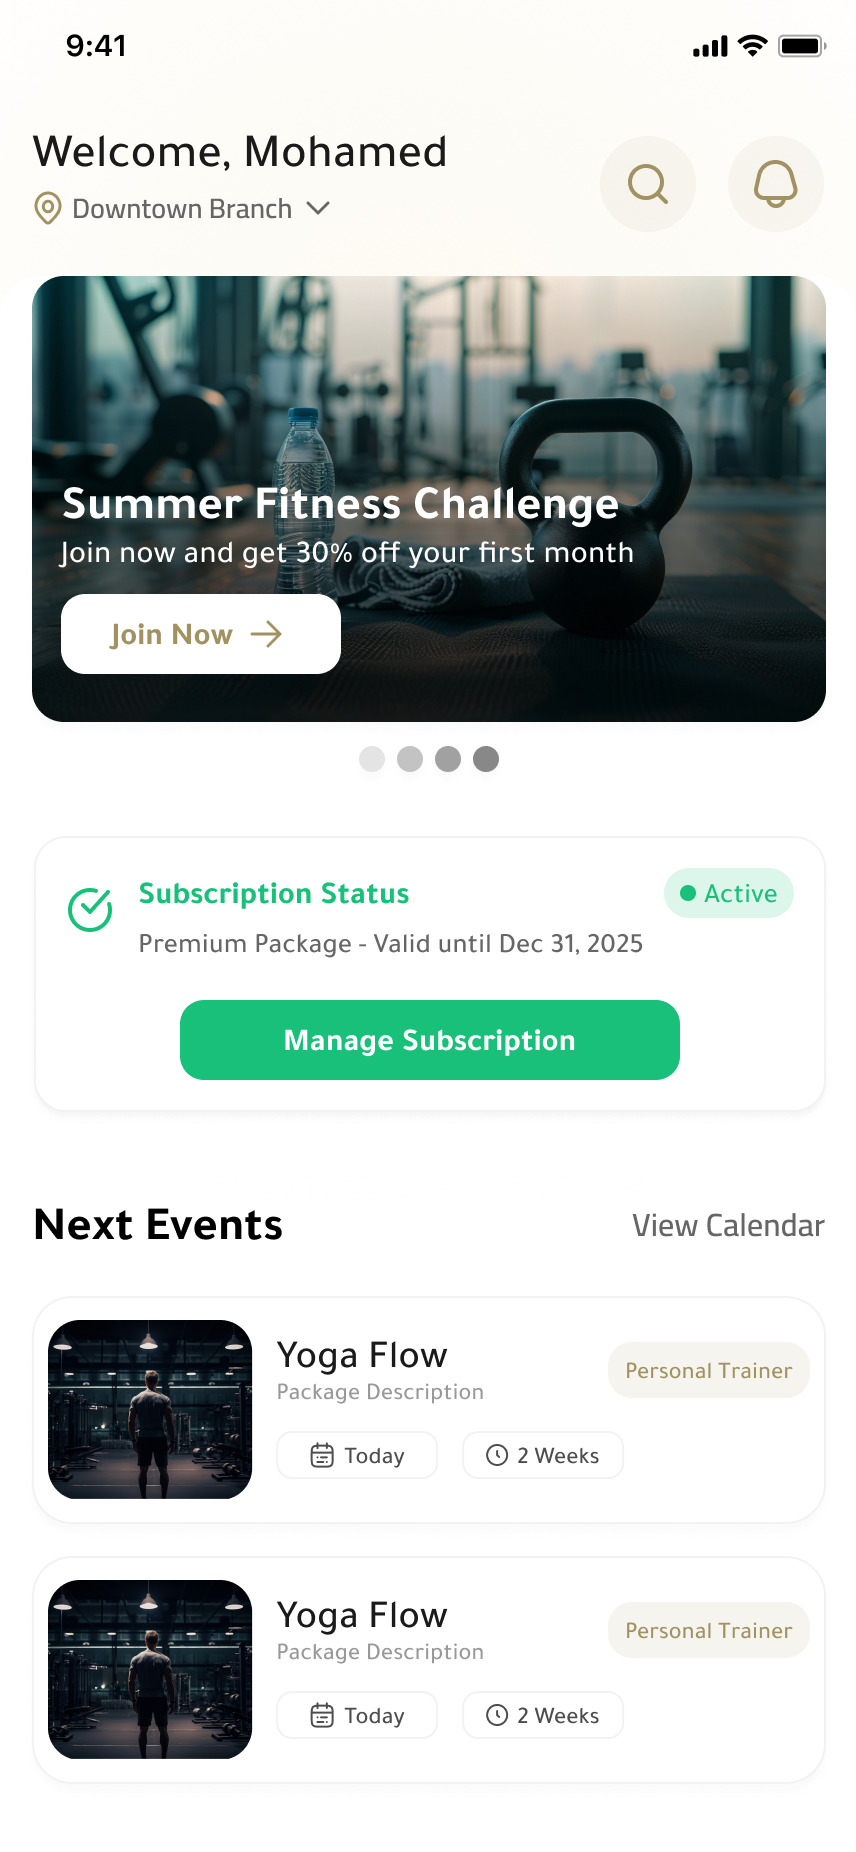 9:41
Welcome, Mohamed
Downtown Branch
Summer Fitness Challenge
Join now and get 30% off your first month
Join Now
Subscription Status
Active
Premium Package - Valid until Dec 31, 2025
Manage Subscription
Next Events
View Calendar
Yoga Flow
Personal Trainer
Package Description
Today
2 Weeks
Yoga Flow
Personal Trainer
Package Description
Today
2 Weeks